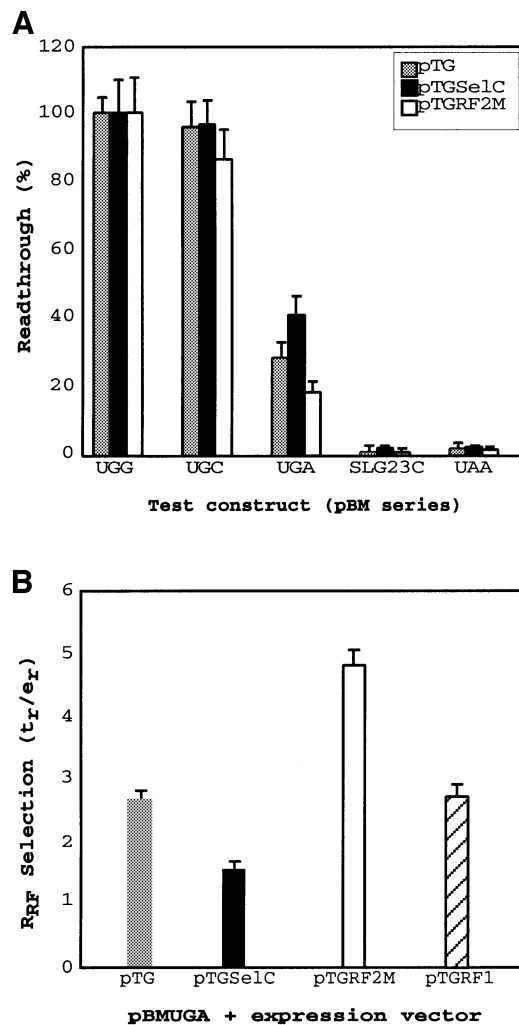 A
120
100
80
60
40
20
0
Readthrough (%)
pTG
pTGSelC
pTGRF2M
UGG UGC UGA SLG23C UAA
Test construct (pBM series)
B
6
5
4
3
2
1
0
RRF Selection (tr/er)
pTG pTGSelC pTGRF2M pTGRF1
pBMUGA + expression vector